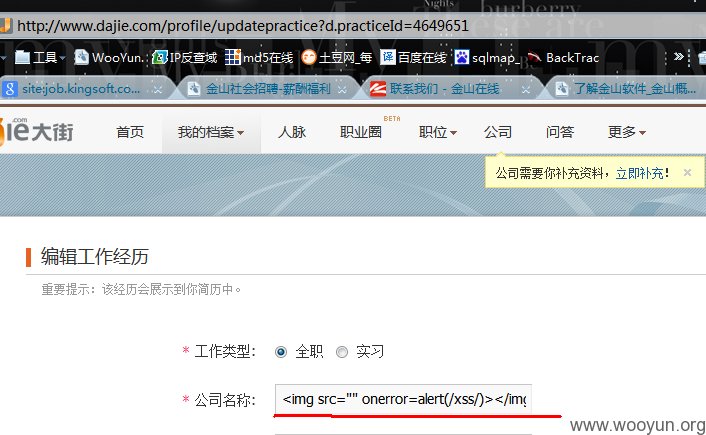 Nights
burberry
http://www.dajie.com/profile/updatepractice?d.practiceId=4649651
工具 WooYun. IP反查域 md5在线 土豆网_每 译 百度在线 sqlmap_ BackTrac »
sitejob.kingsoft.co... 金山社会招聘-薪酬福利 联系我们 - 金山在线 了解金山软件_金山概...
.com
ie大街 首页 我的档案 人脉 职业圈 BETA 职位 公司 问答 更多
公司需要你补充资料，立即补充！ ×
编辑工作经历
重要提示：该经历会展示到你简历中。
* 工作类型： 全职 实习
* 公司名称： <img src="" onerror=alert(/xss/)></img
www.wooyun.org